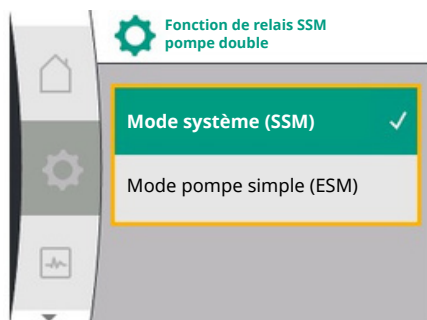 Fonction de relais SSM
pompe double
Mode système (SSM)
Mode pompe simple (ESM)